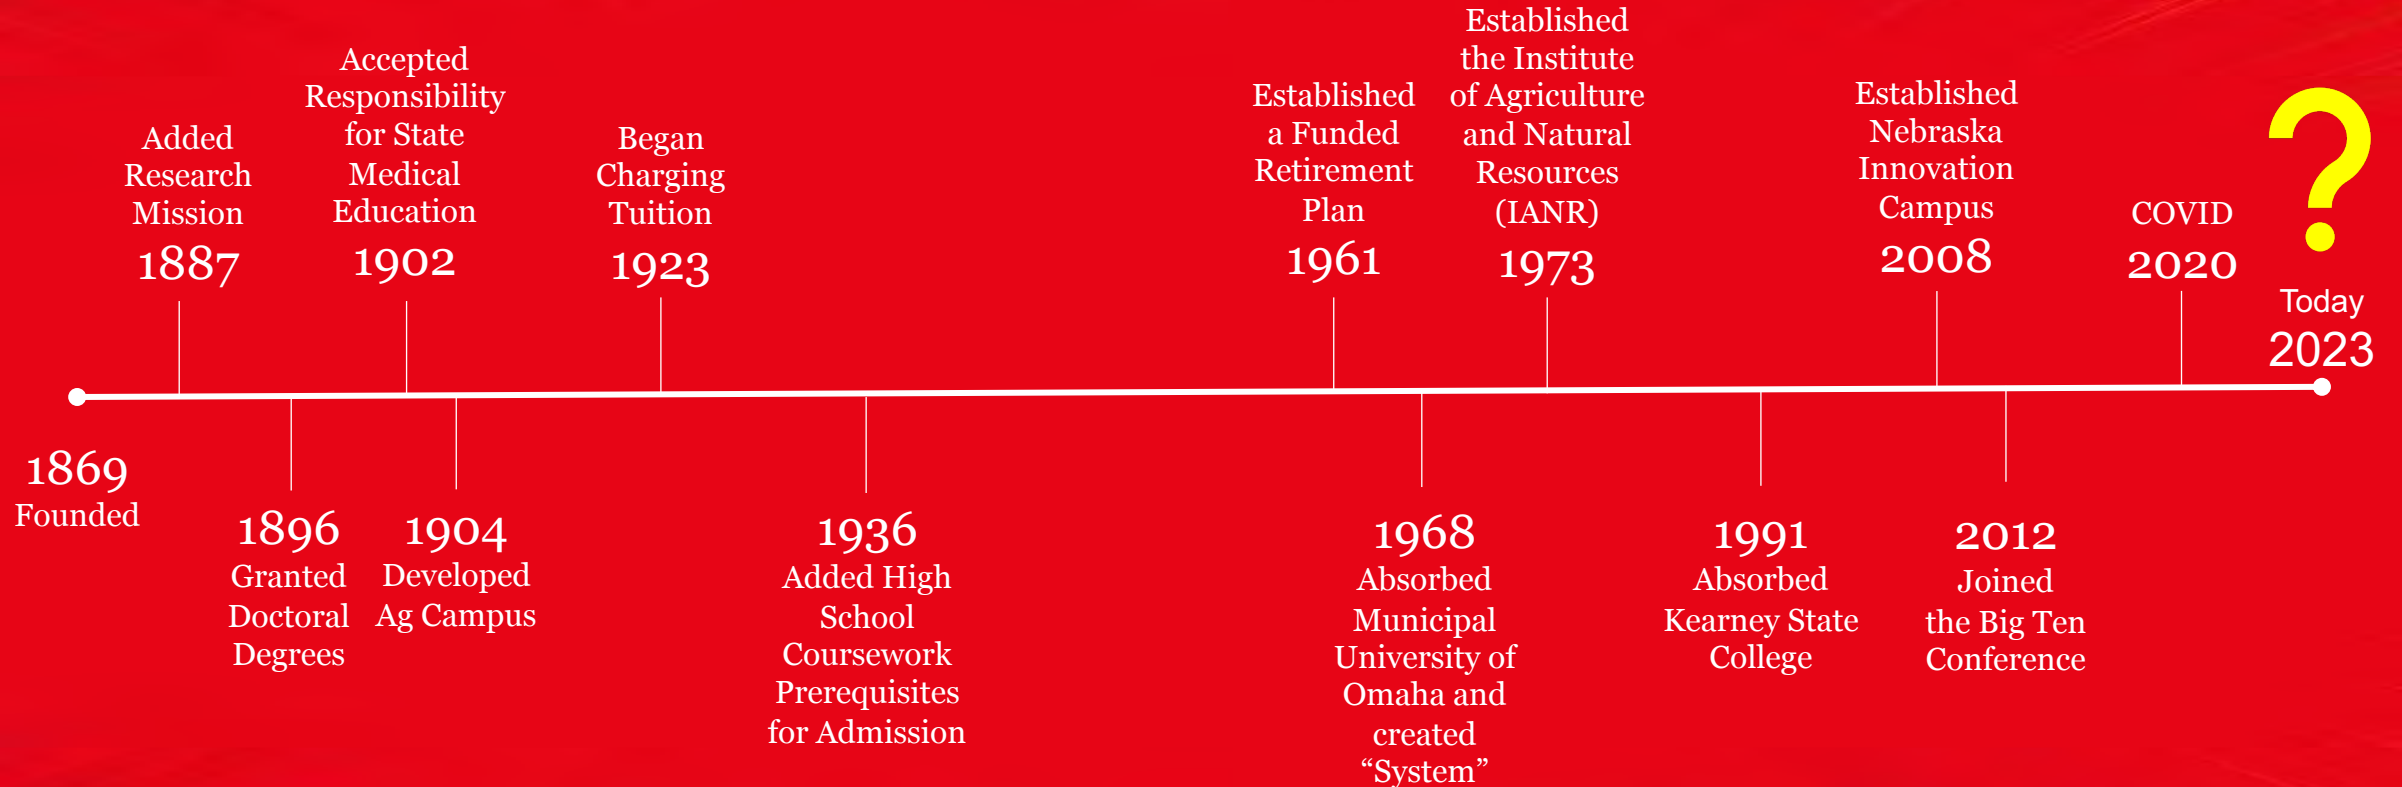 Added
Research
Mission
1887
Accepted
Responsibility
for State
Medical
Education
1902
Began
Charging
Tuition
1923
Established
a Funded
Retirement
Plan
1961
Established
the Institute
of Agriculture
and Natural
Resources
(IANR)
1973
Established
Nebraska
Innovation
Campus
2008
COVID
2020
?
Today
2023
1869
Founded
1896
Granted
Doctoral
Degrees
1904
Developed
Ag Campus
1936
Added High
School
Coursework
Prerequisites
for Admission
1968
Absorbed
Municipal
University of
Omaha and
created
“System”
1991
Absorbed
Kearney State
College
2012
Joined
the Big Ten
Conference